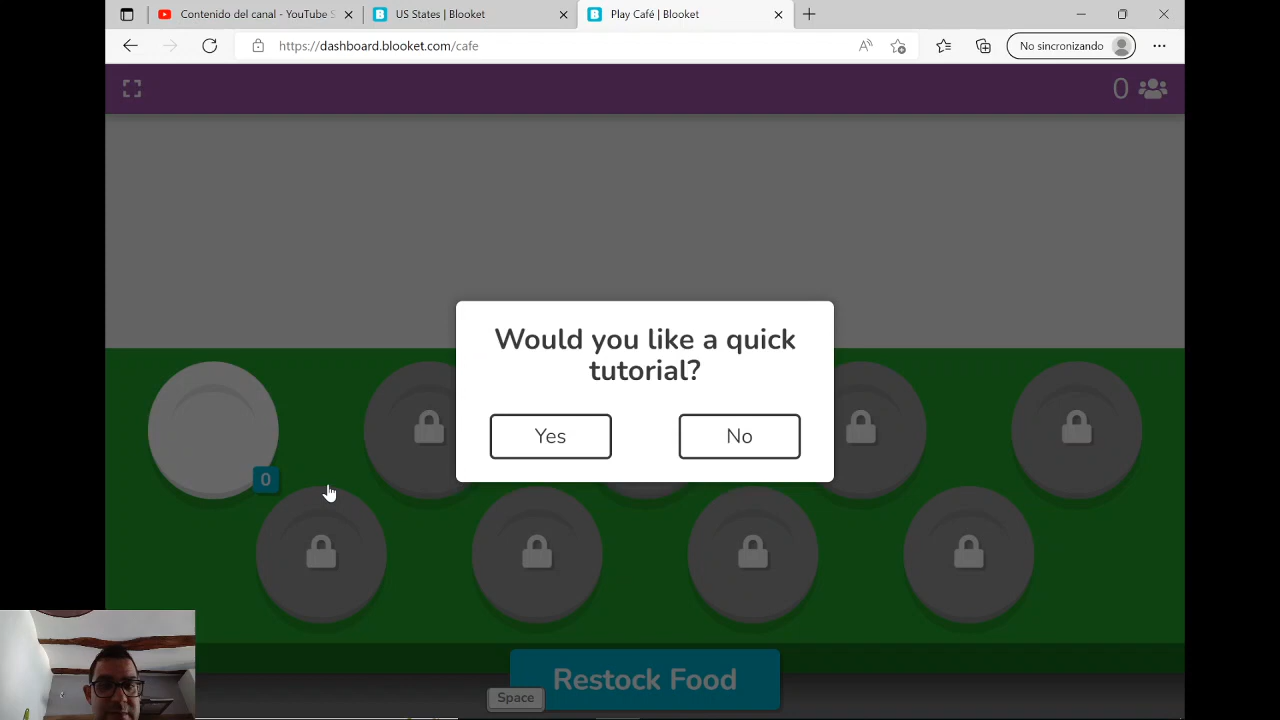 Contenido del canal - YouTube S
US States | Blooket
Play Café | Blooket
https://dashboard.blooket.com/cafe
No sincronizando
0
Would you like a quick
tutorial?
Yes
No
0
Restock Food
Space